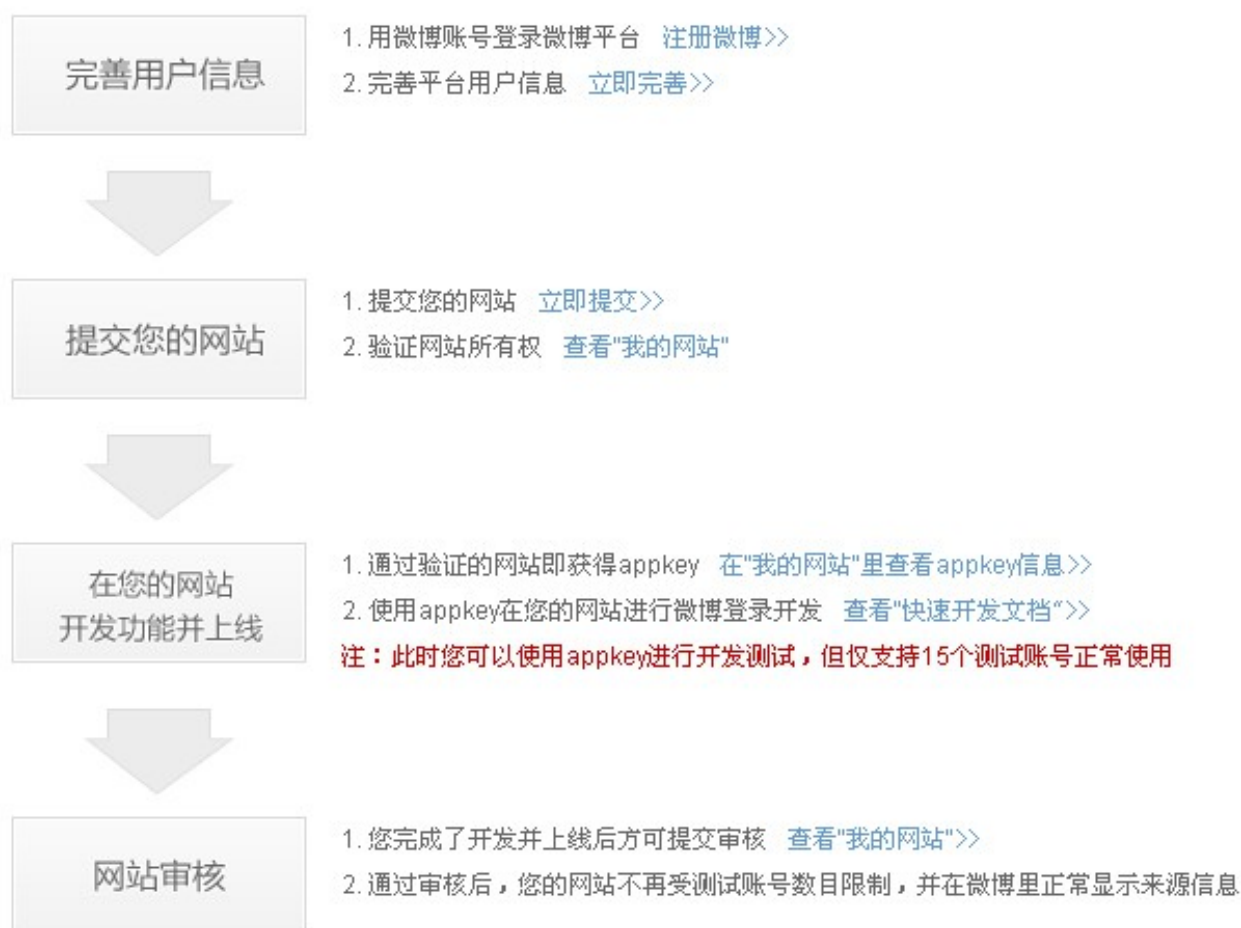 完善用户信息
1. 用微博账号登录微博平台 注册微博>>
2. 完善平台用户信息 立即完善>>
提交您的网站
1. 提交您的网站 立即提交>>
2. 验证网站所有权 查看"我的网站"
在您的网站
开发功能并上线
1. 通过验证的网站即获得appkey 在"我的网站"里查看appkey信息>>
2. 使用appkey在您的网站进行微博登录开发 查看"快速开发文档">>
注：此时您可以使用appkey进行开发测试，但仅支持15个测试账号正常使用
网站审核
1. 您完成了开发并上线后方可提交审核 查看"我的网站">>
2. 通过审核后，您的网站不再受测试账号数目限制，并在微博里正常显示来源信息